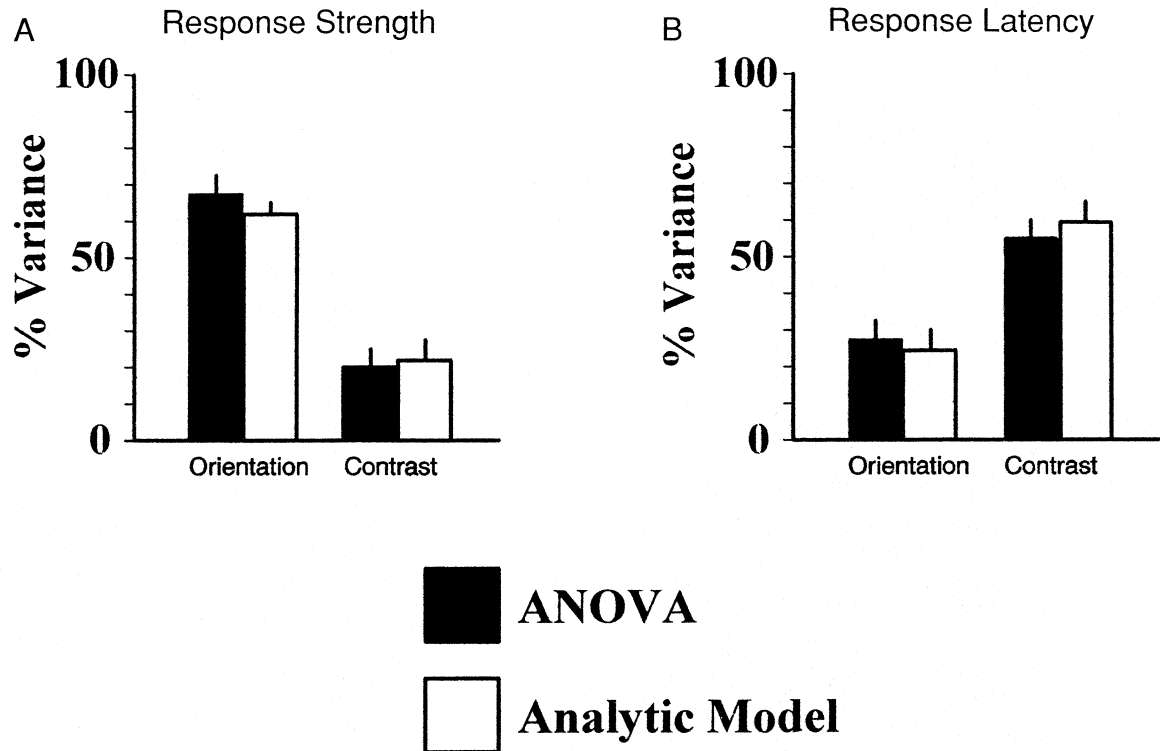 A
Response Strength
100
50
0
% Variance
Orientation
Contrast
B
Response Latency
100
50
0
% Variance
Orientation
Contrast
ANOVA
Analytic Model